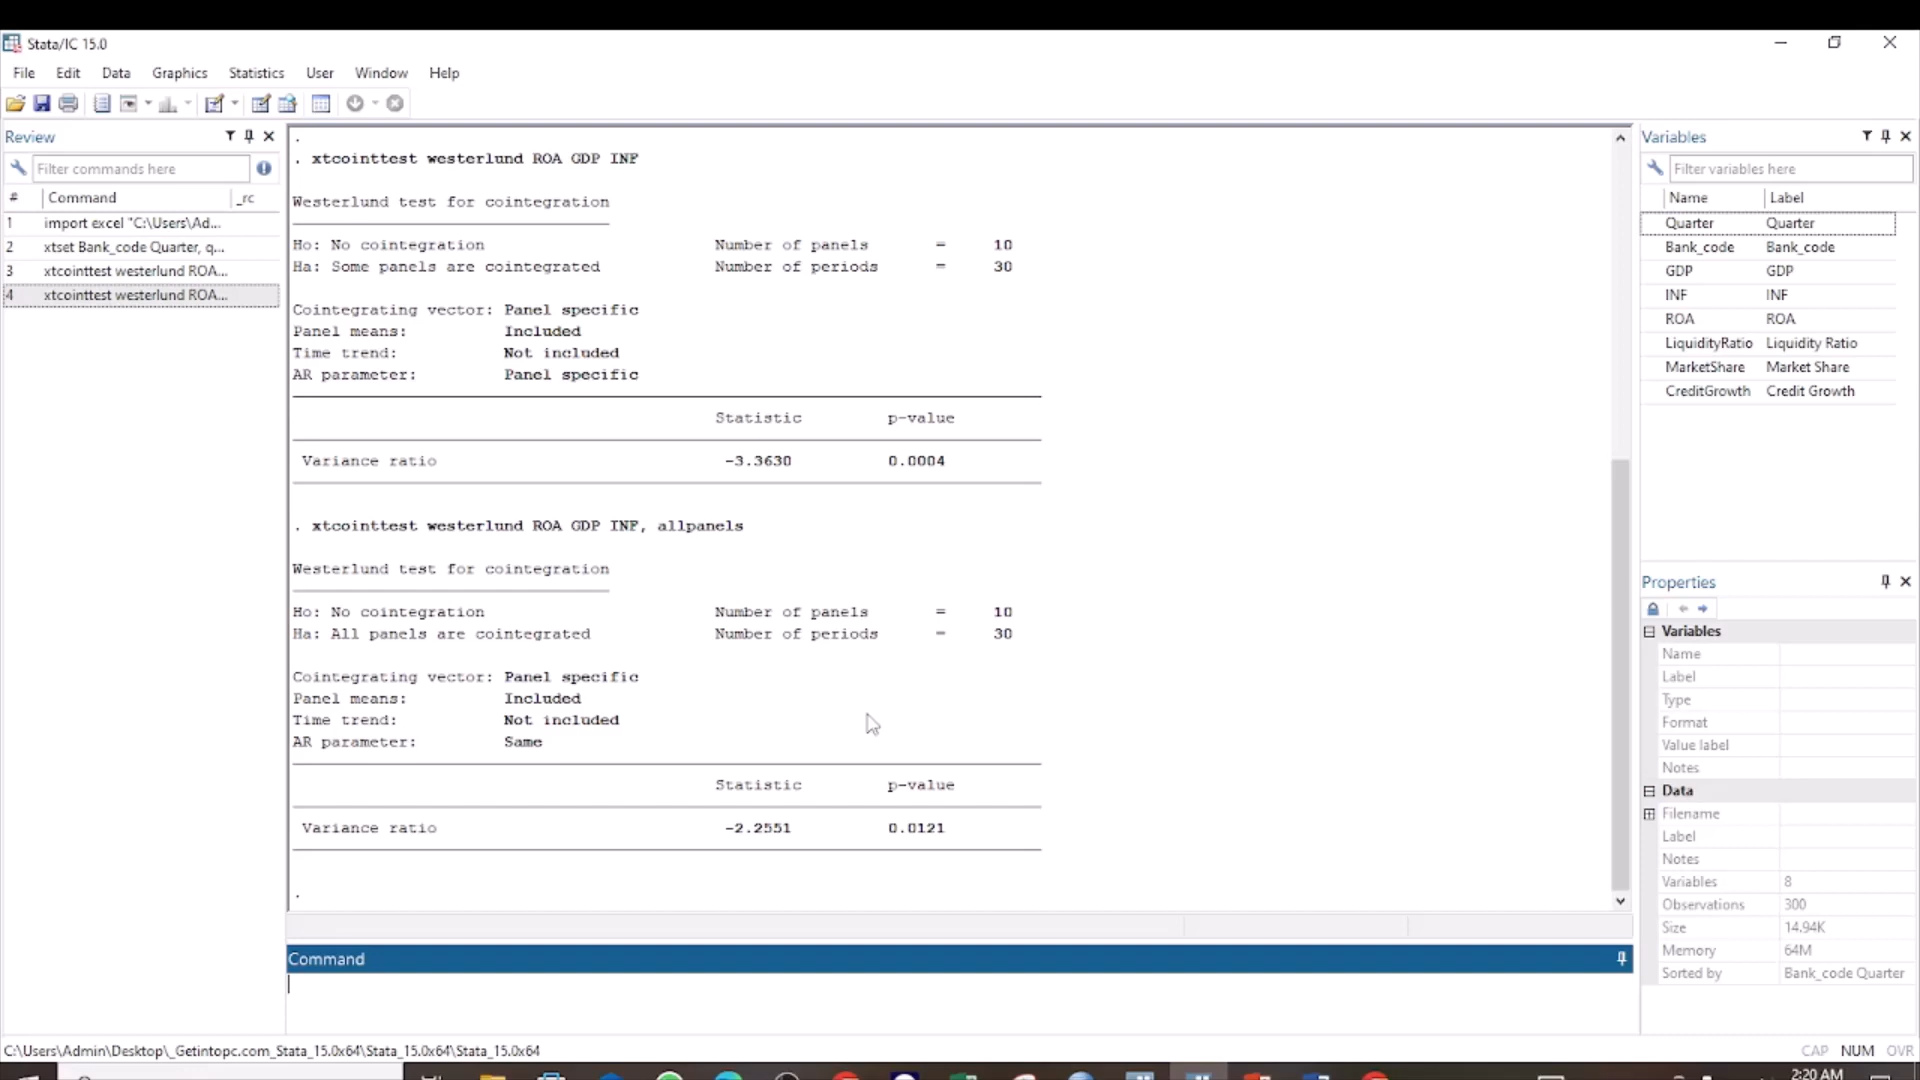 Stata/IC 15.0
File Edit Data Graphics Statistics User Window Help
Review
Filter commands here
# Command _rc
1 import excel "C:\Users\Ad...
2 xtset Bank_code Quarter, q...
3 xtcointtest westerlund ROA...
4 xtcointtest westerlund ROA...
.
. xtcointtest westerlund ROA GDP INF
Westerlund test for cointegration
Ho: No cointegration Number of panels = 10
Ha: Some panels are cointegrated Number of periods = 30
Cointegrating vector: Panel specific
Panel means: Included
Time trend: Not included
AR parameter: Panel specific
Statistic p-value
Variance ratio -3.3630 0.0004
. xtcointtest westerlund ROA GDP INF, allpanels
Westerlund test for cointegration
Ho: No cointegration Number of panels = 10
Ha: All panels are cointegrated Number of periods = 30
Cointegrating vector: Panel specific
Panel means: Included
Time trend: Not included
AR parameter: Same
Statistic p-value
Variance ratio -2.2551 0.0121
.
Command
Variables
Filter variables here
Name Label
Quarter Quarter
Bank_code Bank_code
GDP GDP
INF INF
ROA ROA
LiquidityRatio Liquidity Ratio
MarketShare Market Share
CreditGrowth Credit Growth
Properties
Variables
Name
Label
Type
Format
Value label
Notes
Data
Filename
Label
Notes
Variables 8
Observations 300
Size 14.94K
Memory 64M
Sorted by Bank_code Quarter
C:\Users\Admin\Desktop\_Getintopc.com_Stata_15.0x64\Stata_15.0x64\Stata_15.0x64
CAP NUM OVR
2:20 AM